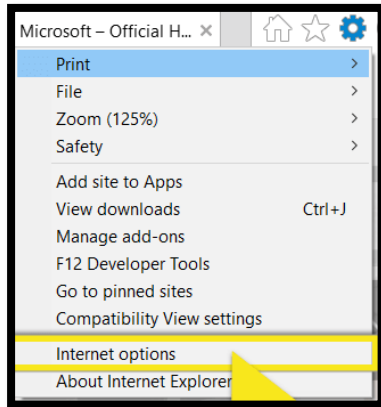 Microsoft – Official H... ×
Print >
File >
Zoom (125%) >
Safety >
Add site to Apps
View downloads Ctrl+J
Manage add-ons
F12 Developer Tools
Go to pinned sites
Compatibility View settings
Internet options
About Internet Explorer